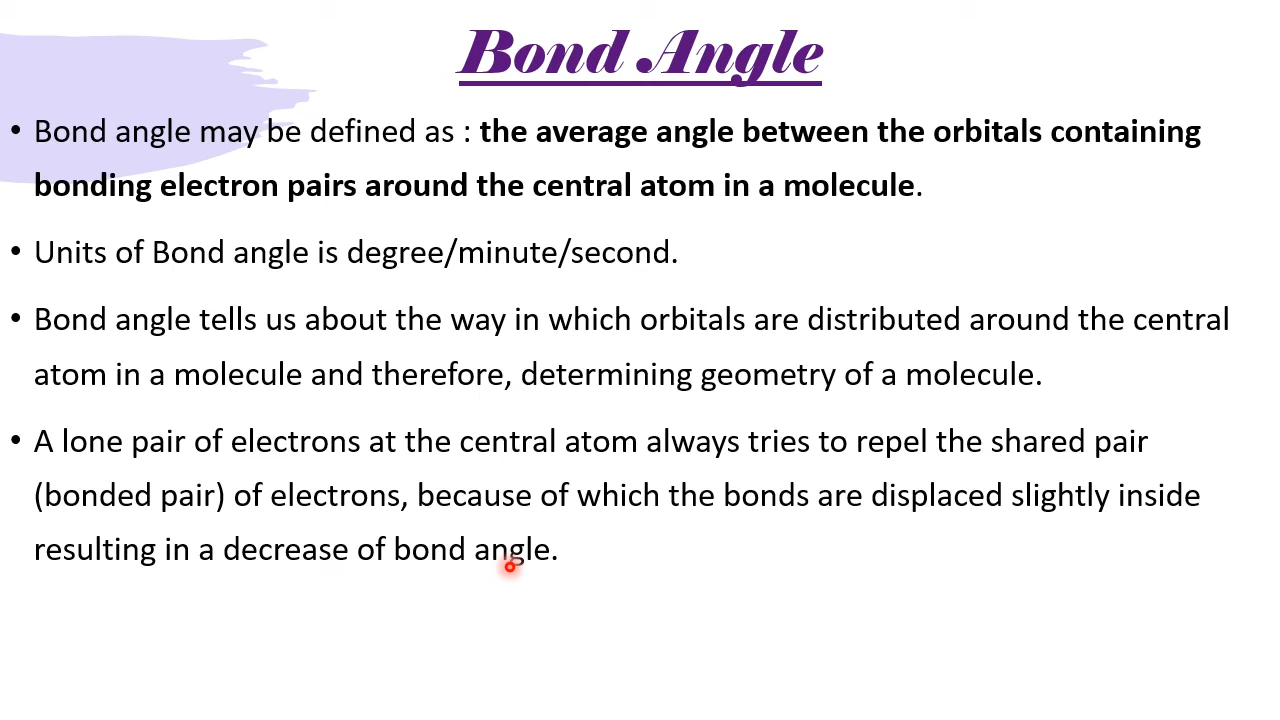 Bond Angle
• Bond angle may be defined as : the average angle between the orbitals containing
bonding electron pairs around the central atom in a molecule.
• Units of Bond angle is degree/minute/second.
• Bond angle tells us about the way in which orbitals are distributed around the central
atom in a molecule and therefore, determining geometry of a molecule.
• A lone pair of electrons at the central atom always tries to repel the shared pair
(bonded pair) of electrons, because of which the bonds are displaced slightly inside
resulting in a decrease of bond angle.